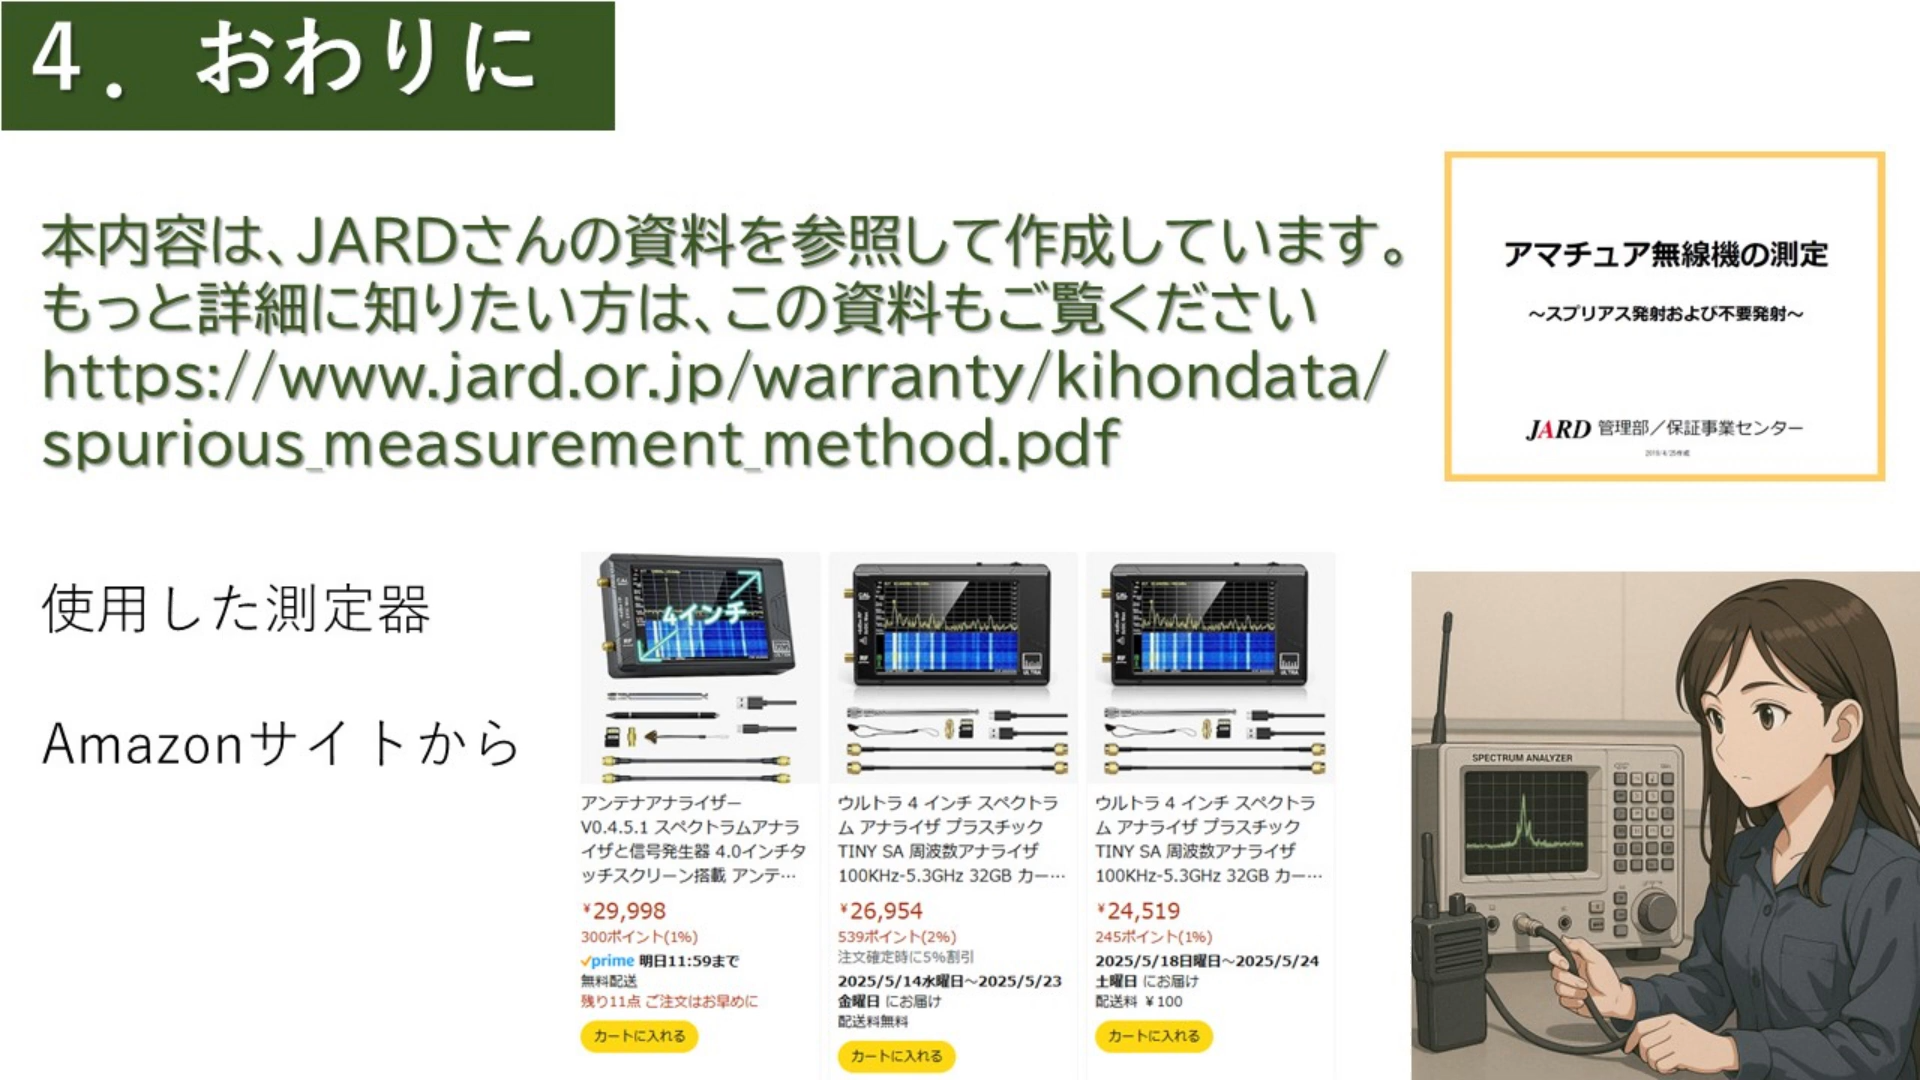 4．おわりに
本内容は、JARDさんの資料を参照して作成しています。
もっと詳細に知りたい方は、この資料もご覧ください
https://www.jard.or.jp/warranty/kihondata/
spurious_measurement_method.pdf
アマチュア無線機の測定
～スプリアス発射および不要発射～
JARD 管理部／保証事業センター
使用した測定器
Amazonサイトから
4インチ
アンテナアナライザー
V0.4.5.1 スペクトラムアナラ
イザと信号発生器 4.0インチタ
ッチスクリーン搭載 アンテ…
¥29,998
300ポイント(1%)
prime 明日11:59まで
無料配送
残り11点 ご注文はお早めに
カートに入れる
ULTRA
ウルトラ 4 インチ スペクトラ
ム アナライザ プラスチック
TINY SA 周波数アナライザ
100KHz-5.3GHz 32GB カー…
¥26,954
539ポイント(2%)
注文確定時に5%割引
2025/5/14水曜日～2025/5/23
金曜日 にお届け
配送料無料
カートに入れる
ULTRA
ウルトラ 4 インチ スペクトラ
ム アナライザ プラスチック
TINY SA 周波数アナライザ
100KHz-5.3GHz 32GB カー…
¥24,519
245ポイント(1%)
2025/5/18日曜日～2025/5/24
土曜日 にお届け
配送料 ¥100
カートに入れる
SPECTRUM ANALYZER